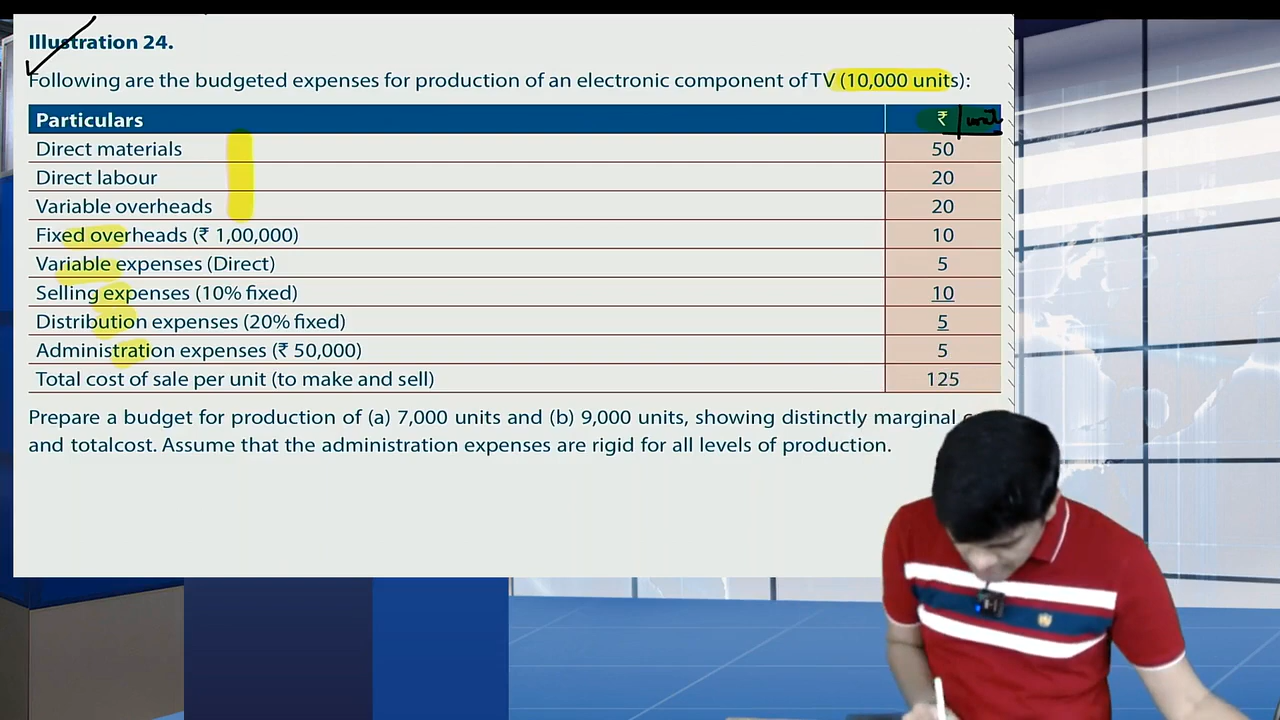 Illustration 24.
Following are the budgeted expenses for production of an electronic component of TV (10,000 units):
Particulars ₹ | unit
Direct materials 50
Direct labour 20
Variable overheads 20
Fixed overheads (₹ 1,00,000) 10
Variable expenses (Direct) 5
Selling expenses (10% fixed) 10
Distribution expenses (20% fixed) 5
Administration expenses (₹ 50,000) 5
Total cost of sale per unit (to make and sell) 125
Prepare a budget for production of (a) 7,000 units and (b) 9,000 units, showing distinctly marginal
and totalcost. Assume that the administration expenses are rigid for all levels of production.